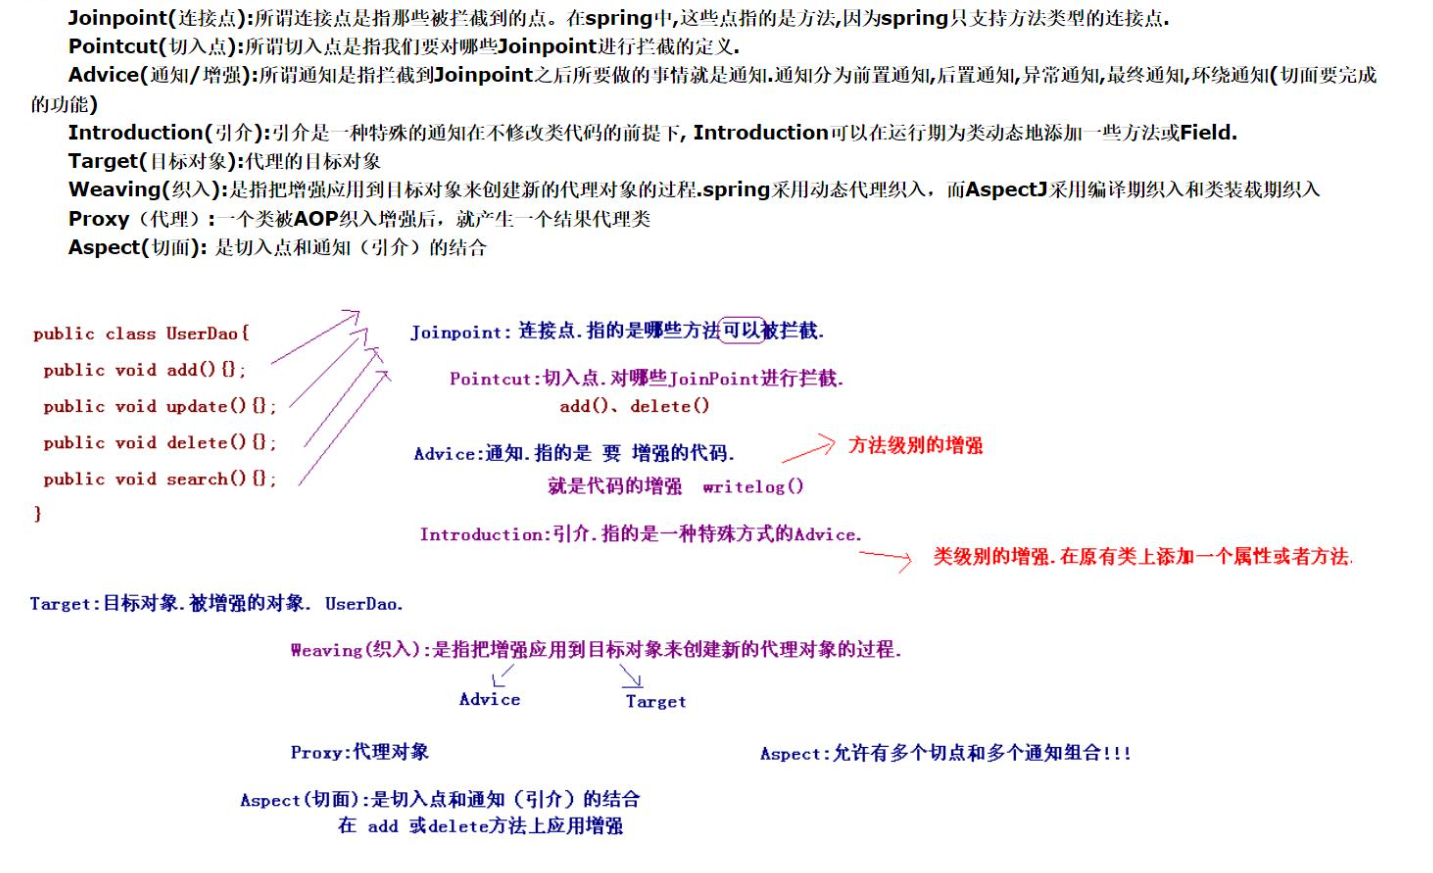 Joinpoint(连接点):所谓连接点是指那些被拦截到的点。在spring中,这些点指的是方法,因为spring只支持方法类型的连接点.
Pointcut(切入点):所谓切入点是指我们要对哪些Joinpoint进行拦截的定义.
Advice(通知/增强):所谓通知是指拦截到Joinpoint之后所要做的事情就是通知.通知分为前置通知,后置通知,异常通知,最终通知,环绕通知(切面要完成
的功能)
Introduction(引介):引介是一种特殊的通知在不修改类代码的前提下, Introduction可以在运行期为类动态地添加一些方法或Field.
Target(目标对象):代理的目标对象
Weaving(织入):是指把增强应用到目标对象来创建新的代理对象的过程.spring采用动态代理织入，而AspectJ采用编译期织入和类装载期织入
Proxy（代理）:一个类被AOP织入增强后，就产生一个结果代理类
Aspect(切面): 是切入点和通知（引介）的结合
public class UserDao{
public void add(){};
public void update(){};
public void delete(){};
public void search(){};
}
Joinpoint: 连接点.指的是哪些方法可以被拦截.
Pointcut:切入点.对哪些JoinPoint进行拦截.
add()、delete()
Advice:通知.指的是 要 增强的代码.
方法级别的增强
就是代码的增强 writelog()
Introduction:引介.指的是一种特殊方式的Advice.
类级别的增强.在原有类上添加一个属性或者方法.
Target:目标对象.被增强的对象. UserDao.
Weaving(织入):是指把增强应用到目标对象来创建新的代理对象的过程.
Advice
Target
Proxy:代理对象
Aspect:允许有多个切点和多个通知组合!!!
Aspect(切面):是切入点和通知（引介）的结合
在 add 或delete方法上应用增强